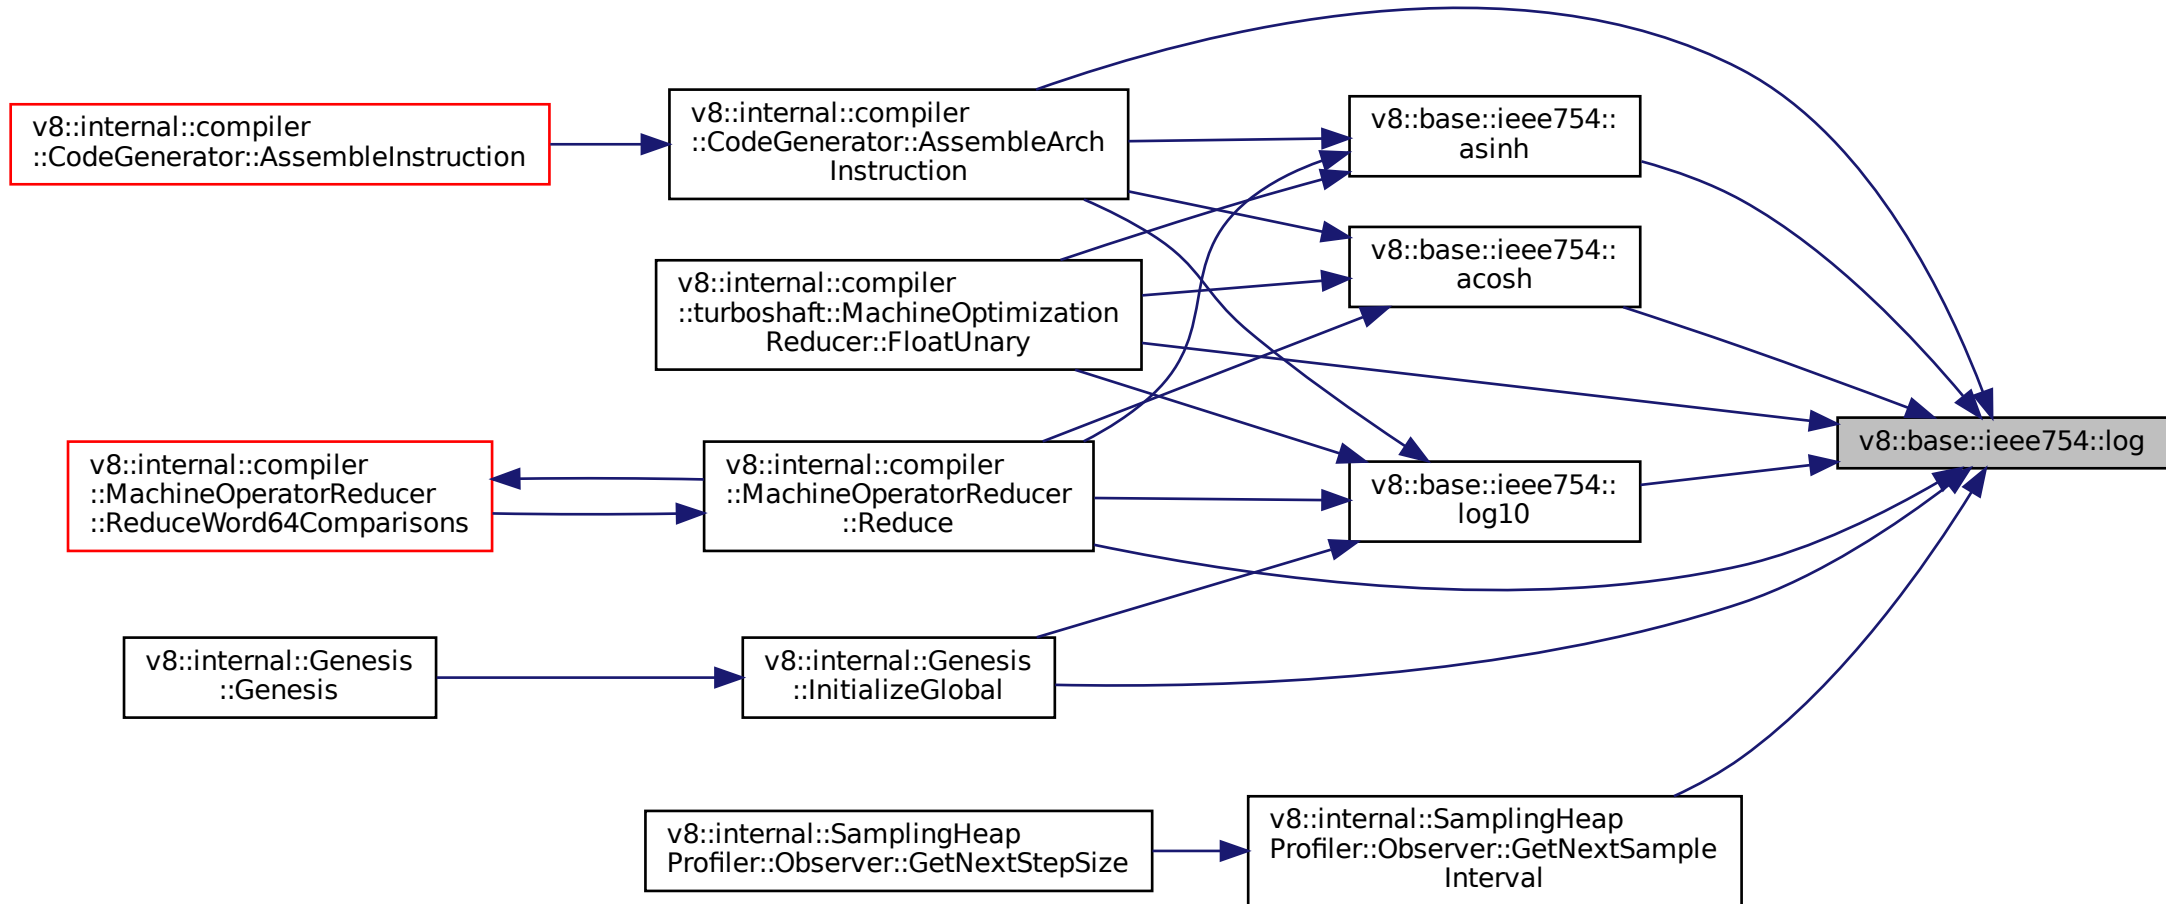 v8::internal::compiler
::CodeGenerator::AssembleInstruction
v8::internal::compiler
::CodeGenerator::AssembleArch
Instruction
v8::base::ieee754::
asinh
v8::base::ieee754::
acosh
v8::internal::compiler
::turboshaft::MachineOptimization
Reducer::FloatUnary
v8::base::ieee754::log
v8::internal::compiler
::MachineOperatorReducer
::ReduceWord64Comparisons
v8::internal::compiler
::MachineOperatorReducer
::Reduce
v8::base::ieee754::
log10
v8::internal::Genesis
::Genesis
v8::internal::Genesis
::InitializeGlobal
v8::internal::SamplingHeap
Profiler::Observer::GetNextStepSize
v8::internal::SamplingHeap
Profiler::Observer::GetNextSample
Interval